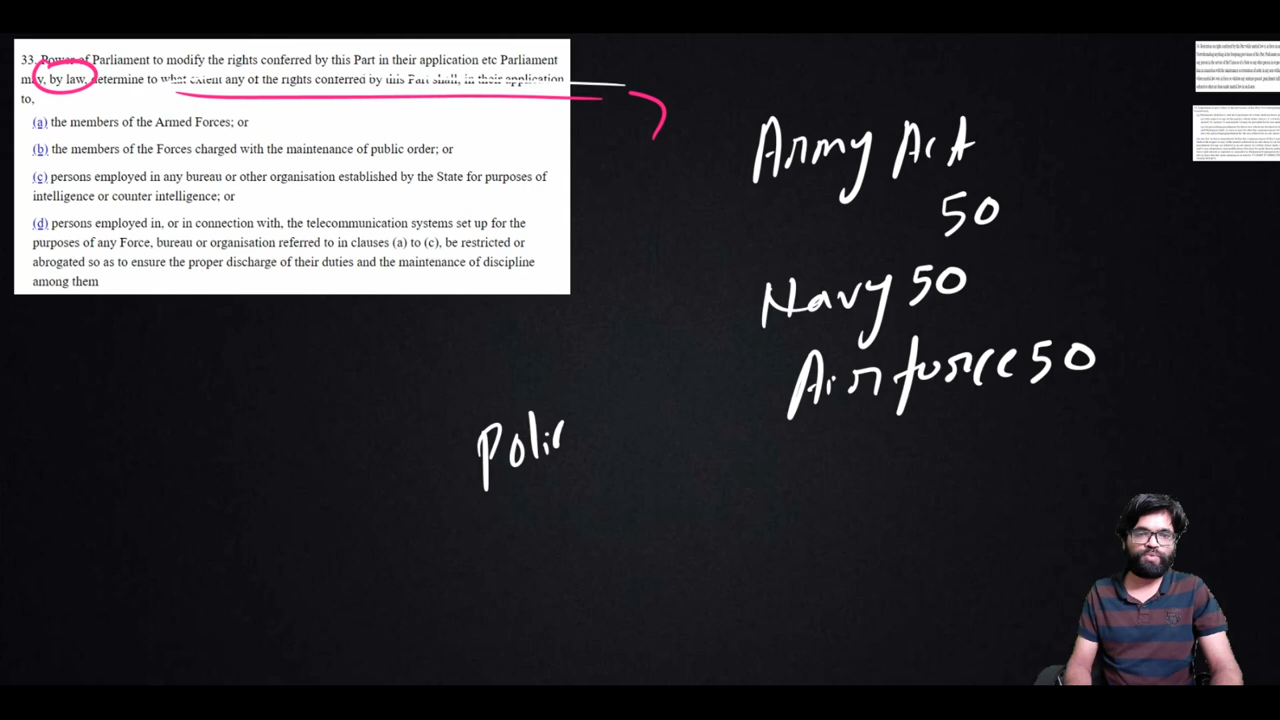 33. Power of Parliament to modify the rights conferred by this Part in their application etc Parliament
may, by law, determine to what extent any of the rights conferred by this Part shall, in their application
to,
(a) the members of the Armed Forces; or
(b) the members of the Forces charged with the maintenance of public order; or
(c) persons employed in any bureau or other organisation established by the State for purposes of
intelligence or counter intelligence; or
(d) persons employed in, or in connection with, the telecommunication systems set up for the
purposes of any Force, bureau or organisation referred to in clauses (a) to (c), be restricted or
abrogated so as to ensure the proper discharge of their duties and the maintenance of discipline
among them
Army Act
50
Navy 50
Airforce 50
Polic